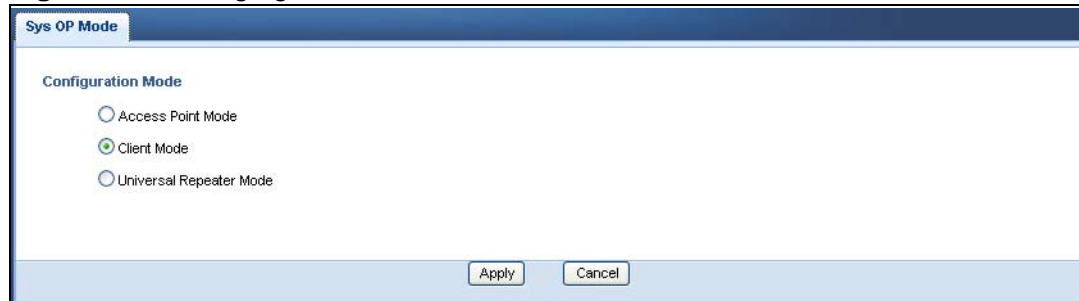 Sys OP Mode
Configuration Mode
Access Point Mode
Client Mode
Universal Repeater Mode
Apply Cancel